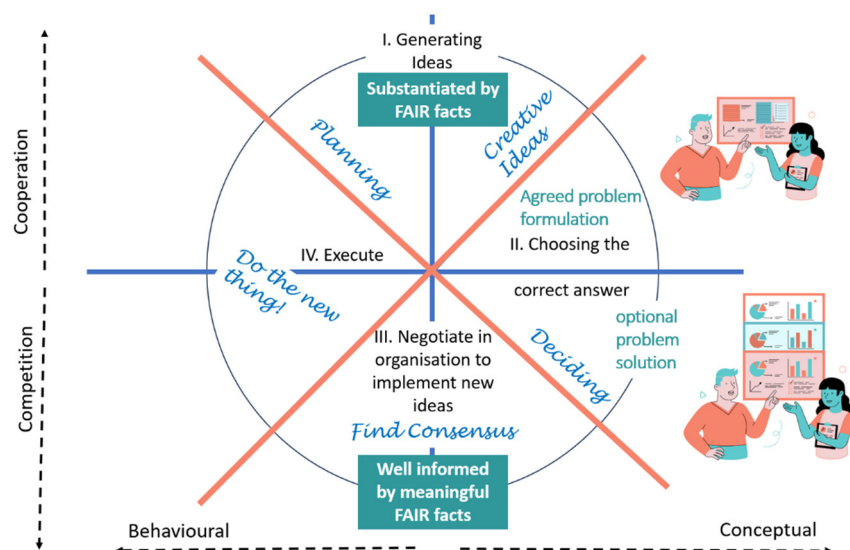 I. Generating
Ideas
Substantiated by
FAIR facts
Planning
Creative
Ideas
Cooperation
Agreed problem
formulation
II. Choosing the
IV. Execute
Do the new
thing!
correct answer
optional
problem
solution
III. Negotiate in
organisation to
implement new
ideas
Deciding
Competition
Find Consensus
Well informed
by meaningful
FAIR facts
Behavioural
Conceptual